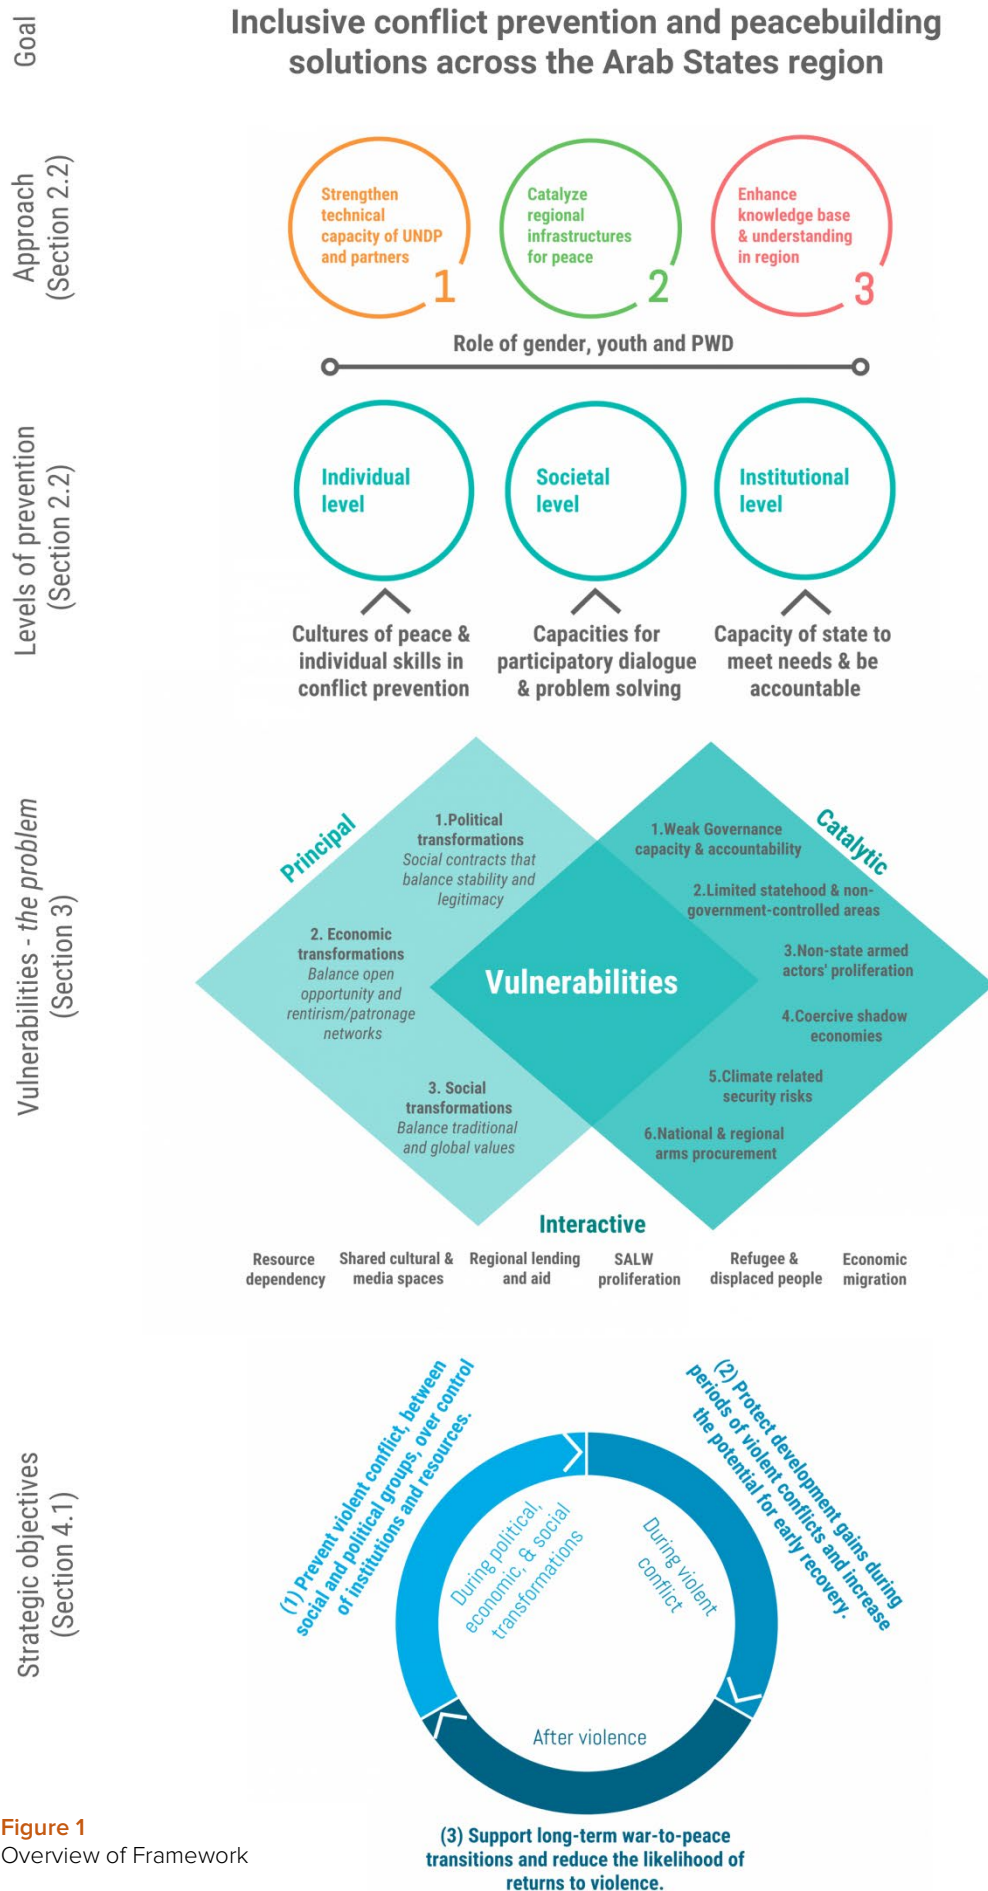 Goal
Inclusive conflict prevention and peacebuilding
solutions across the Arab States region
Approach
(Section 2.2)
Strengthen
technical
capacity of UNDP
and partners
1
Catalyze
regional
infrastructures
for peace
2
Enhance
knowledge base
& understanding
in region
3
Role of gender, youth and PWD
Levels of prevention
(Section 2.2)
Individual
level
Societal
level
Institutional
level
Cultures of peace &
individual skills in
conflict prevention
Capacities for
participatory dialogue
& problem solving
Capacity of state to
meet needs & be
accountable
Vulnerabilities - the problem
(Section 3)
Principal
1.Political
transformations
Social contracts that
balance stability and
legitimacy
2. Economic
transformations
Balance open
opportunity and
rentirism/patronage
networks
3. Social
transformations
Balance traditional
and global values
Vulnerabilities
Catalytic
1.Weak Governance
capacity & accountability
2.Limited statehood & non-
government-controlled areas
3.Non-state armed
actors' proliferation
4.Coercive shadow
economies
5.Climate related
security risks
6.National & regional
arms procurement
Interactive
Resource
dependency
Shared cultural &
media spaces
Regional lending
and aid
SALW
proliferation
Refugee &
displaced people
Economic
migration
Strategic objectives
(Section 4.1)
(1) Prevent violent conflict, between
social and political groups, over control
of institutions and resources.
During political,
economic, & social
transformations
(2) Protect development gains during
periods of violent conflicts and increase
the potential for early recovery.
During violent
conflict
After violence
(3) Support long-term war-to-peace
transitions and reduce the likelihood of
returns to violence.
Figure 1
Overview of Framework